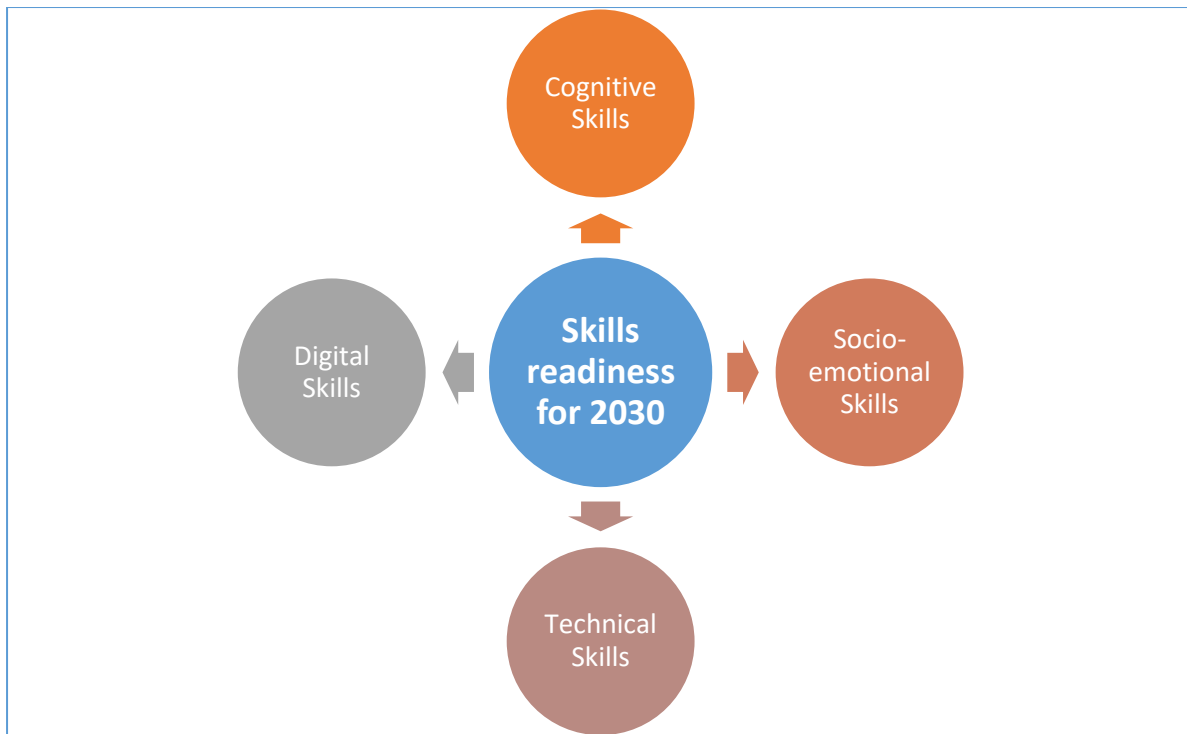 Cognitive
Skills
Digital
Skills
Skills
readiness
for 2030
Socio-
emotional
Skills
Technical
Skills